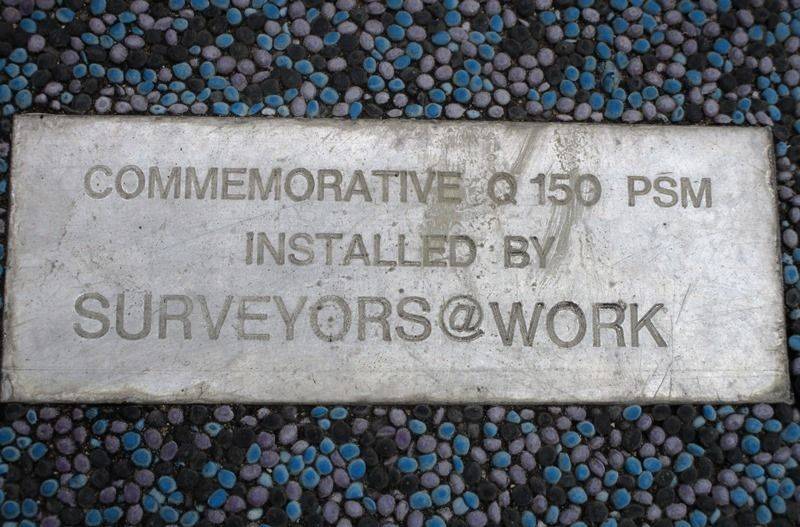 COMMEMORATIVE Q 150 PSM
INSTALLED BY
SURVEYORS@WORK